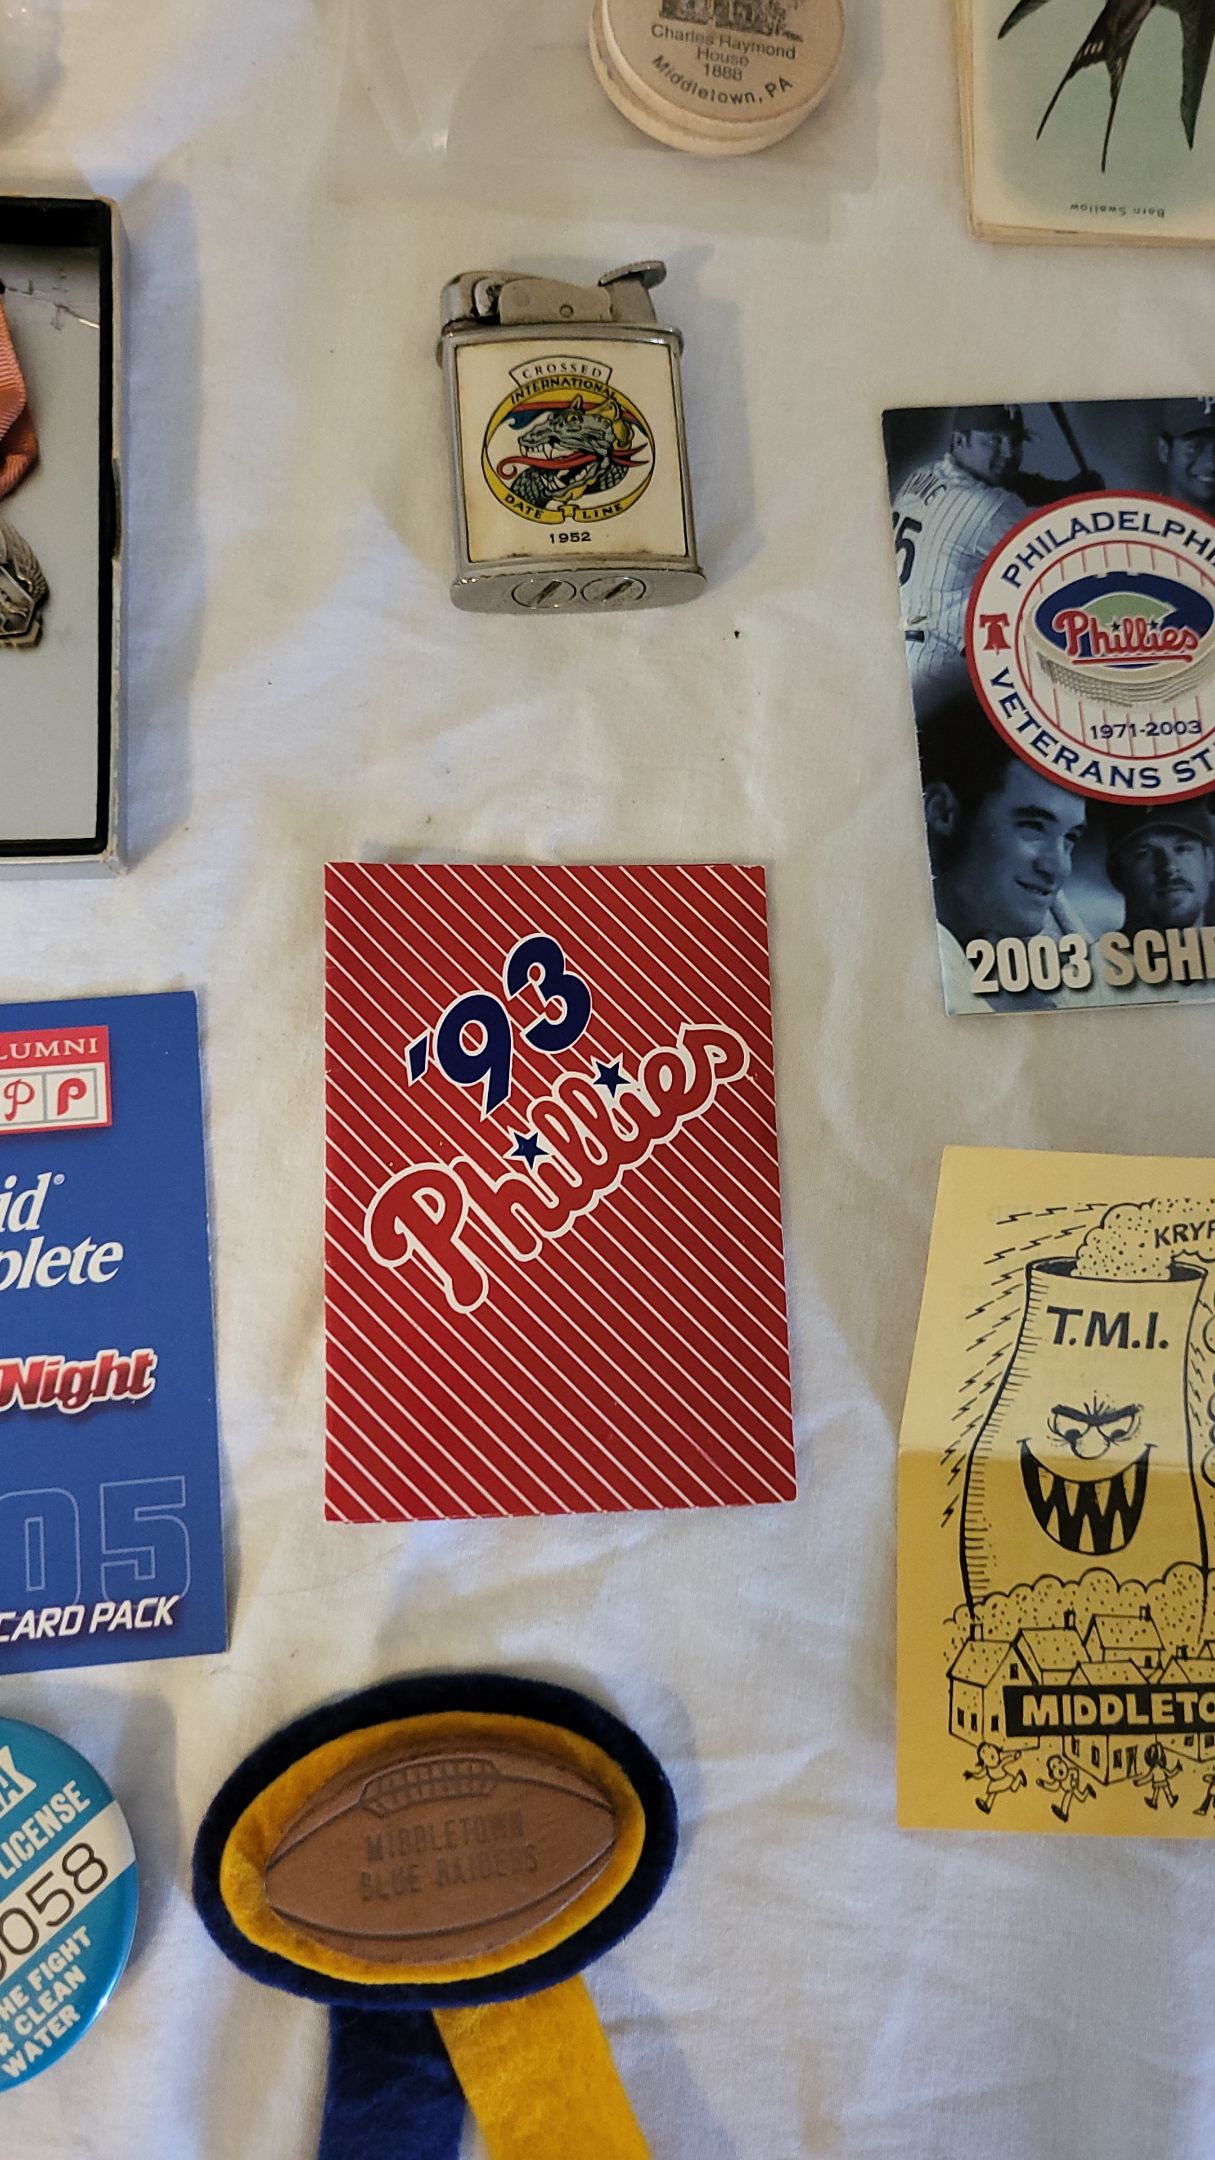 Charles Raymond
House
1888
Middletown, PA
Barn Swallow
CROSSED
INTERNATIONAL
DATE LINE
1952
PHILADELPHI
Phillies
1971-2003
VETERANS ST
2003 SCHE
'93
Phillies
LUMNI
P P
id
plete
Night
05
CARD PACK
KRYP
T.M.I.
MIDDLETO
MIDDLETOWN
BLUE RAIDERS
LICENSE
0058
HE FIGHT
R CLEAN
WATER